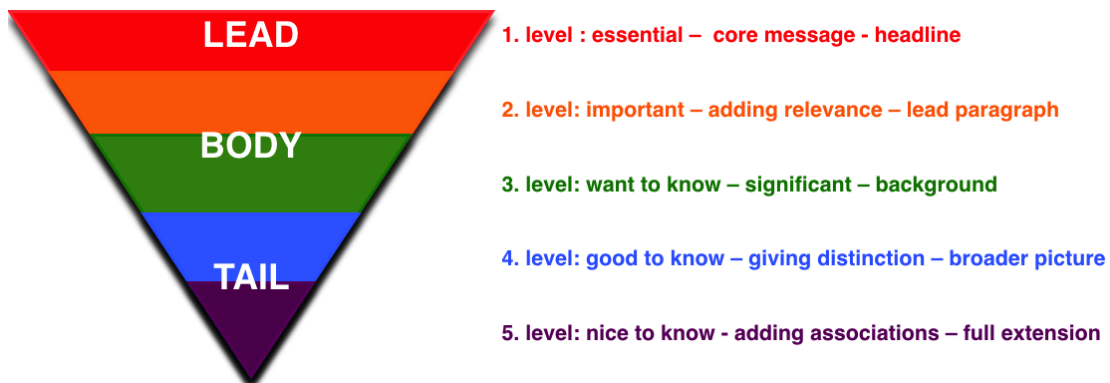 LEAD
1. level : essential – core message - headline
2. level: important – adding relevance – lead paragraph
BODY
3. level: want to know – significant – background
4. level: good to know – giving distinction – broader picture
TAIL
5. level: nice to know - adding associations – full extension